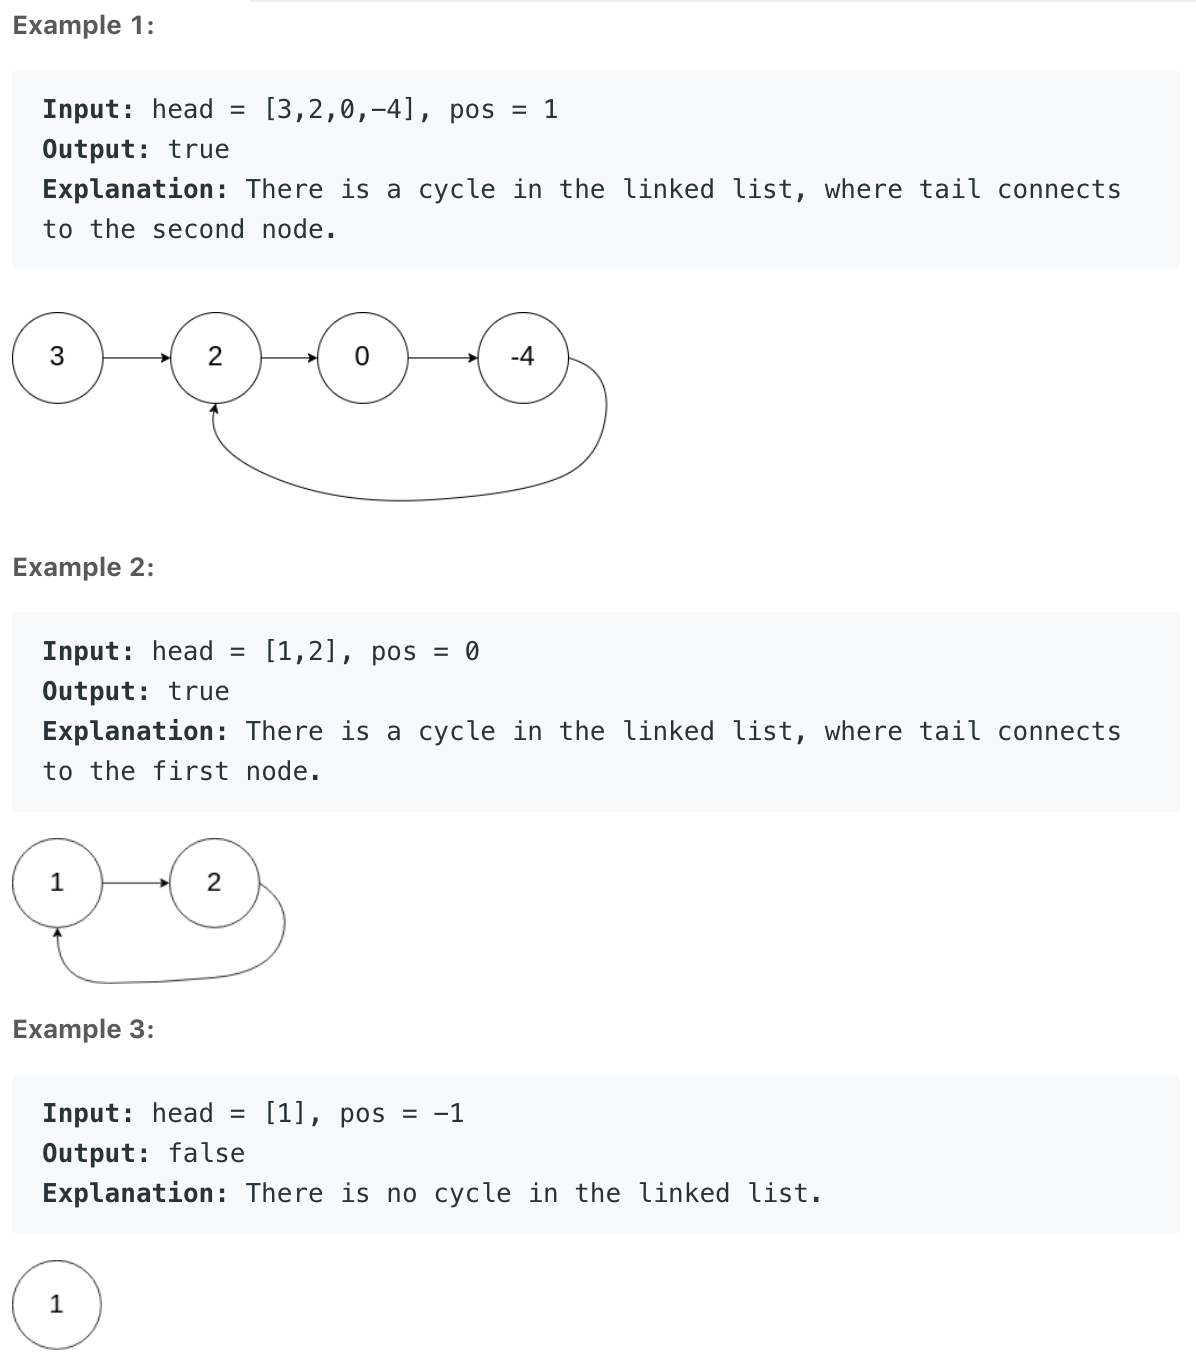 Example 1:
Input: head = [3,2,0,-4], pos = 1
Output: true
Explanation: There is a cycle in the linked list, where tail connects
to the second node.
3 2 0 -4
Example 2:
Input: head = [1,2], pos = 0
Output: true
Explanation: There is a cycle in the linked list, where tail connects
to the first node.
1 2
Example 3:
Input: head = [1], pos = -1
Output: false
Explanation: There is no cycle in the linked list.
1